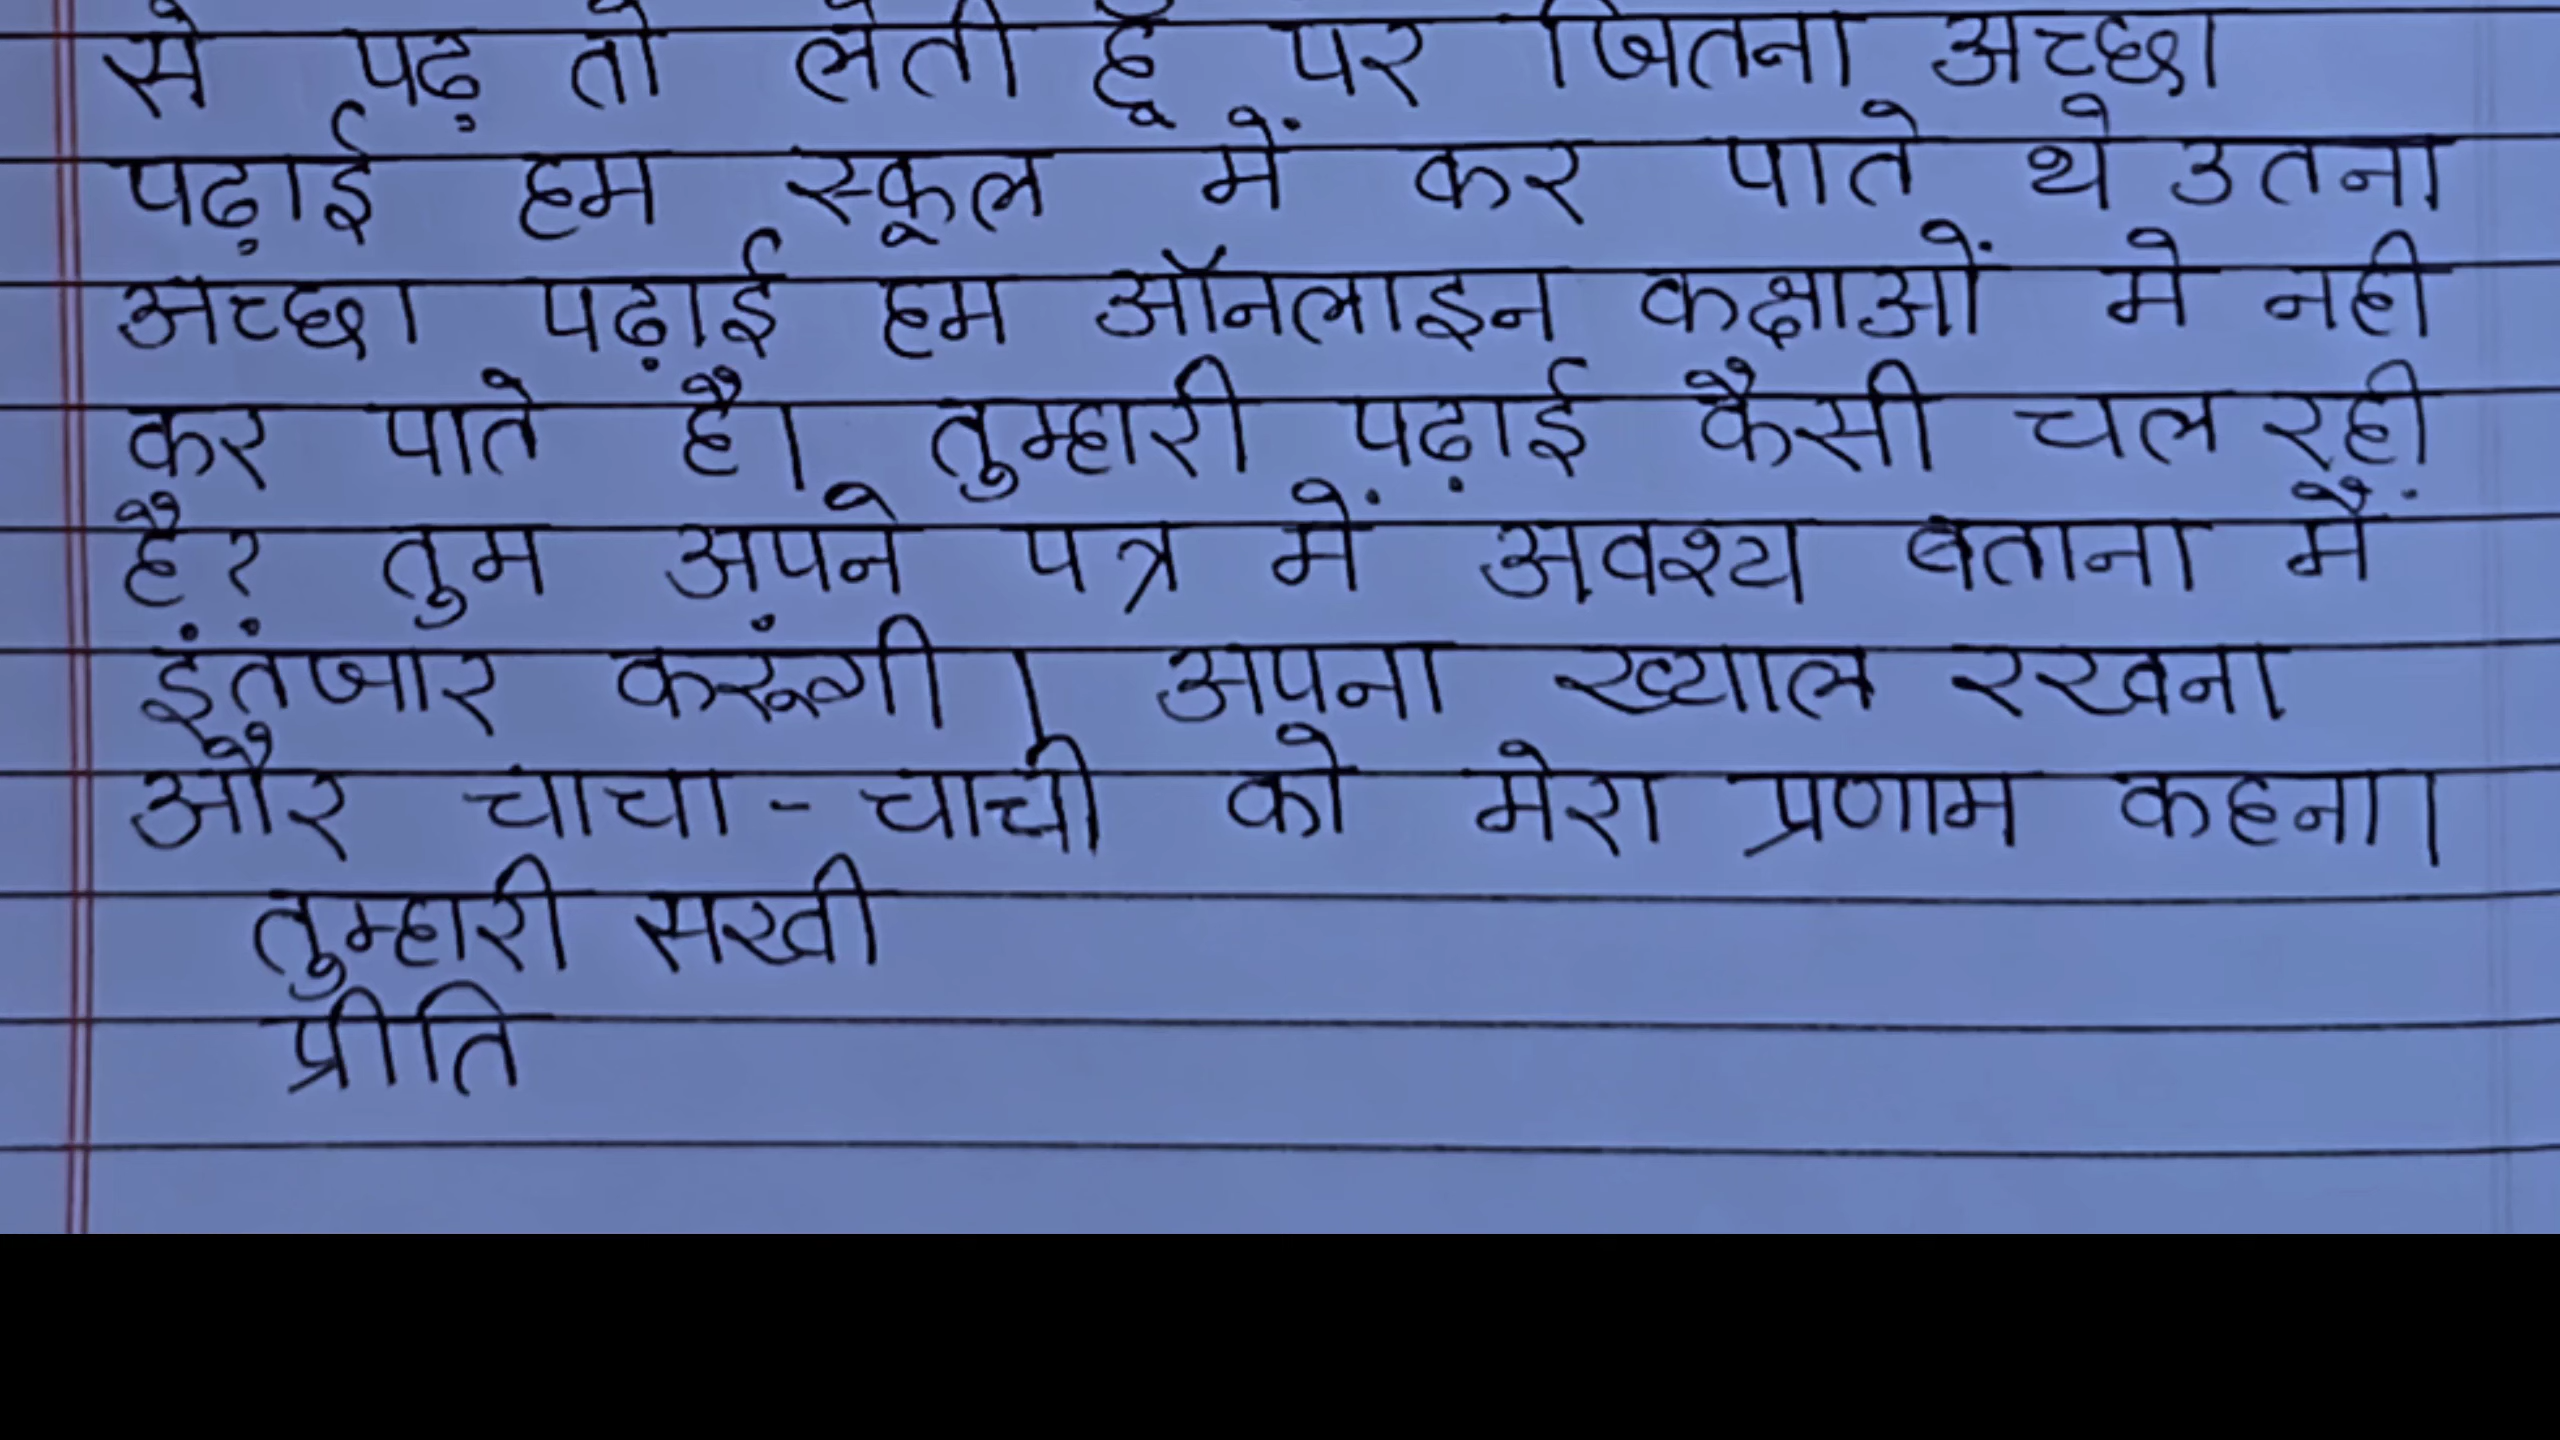 से पढ़ तो लेती हूँ पर जितना अच्छा
पढ़ाई हम स्कूल में कर पाते थे उतना
अच्छा पढ़ाई हम ऑनलाइन कक्षाओं मे नही
कर पाते है। तुम्हारी पढ़ाई कैसी चल रही
है? तुम अपने पत्र में अवश्य बताना मैं
इंतजार करूंगी। अपना ख्याल रखना
और चाचा - चाची को मेरा प्रणाम कहना।
तुम्हारी सखी
प्रीति